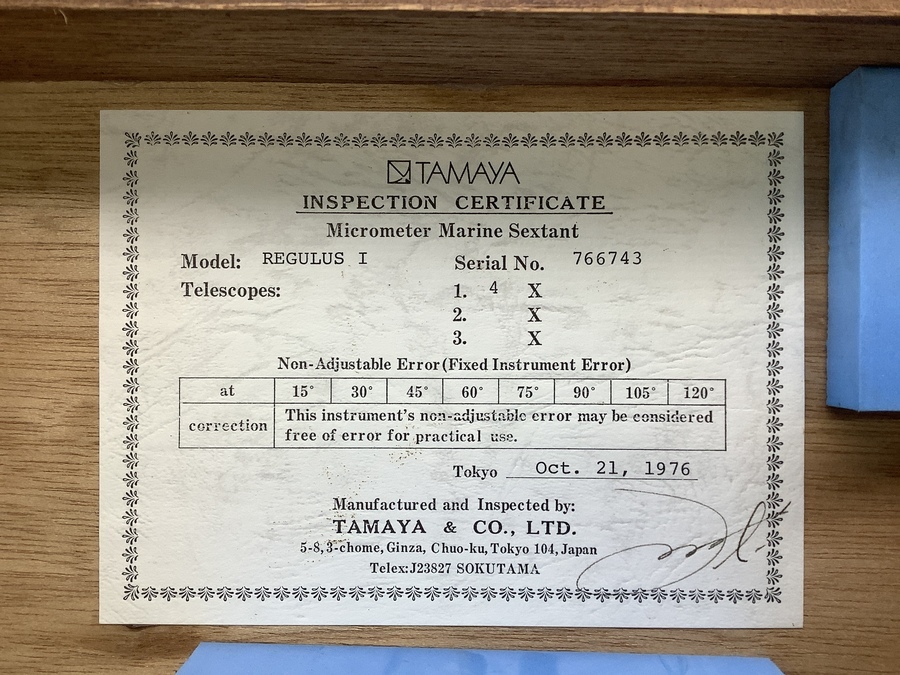 TAMAYA
INSPECTION CERTIFICATE
Micrometer Marine Sextant
Model: REGULUS I Serial No. 766743
Telescopes: 1. 4 X
2. X
3. X
Non-Adjustable Error(Fixed Instrument Error)
at 15° 30° 45° 60° 75° 90° 105° 120°
correction This instrument's non-adjustable error may be considered
free of error for practical use.
Tokyo Oct. 21, 1976
Manufactured and Inspected by:
TAMAYA & CO., LTD.
5-8,3-chome, Ginza, Chuo-ku, Tokyo 104, Japan
Telex:J23827 SOKUTAMA